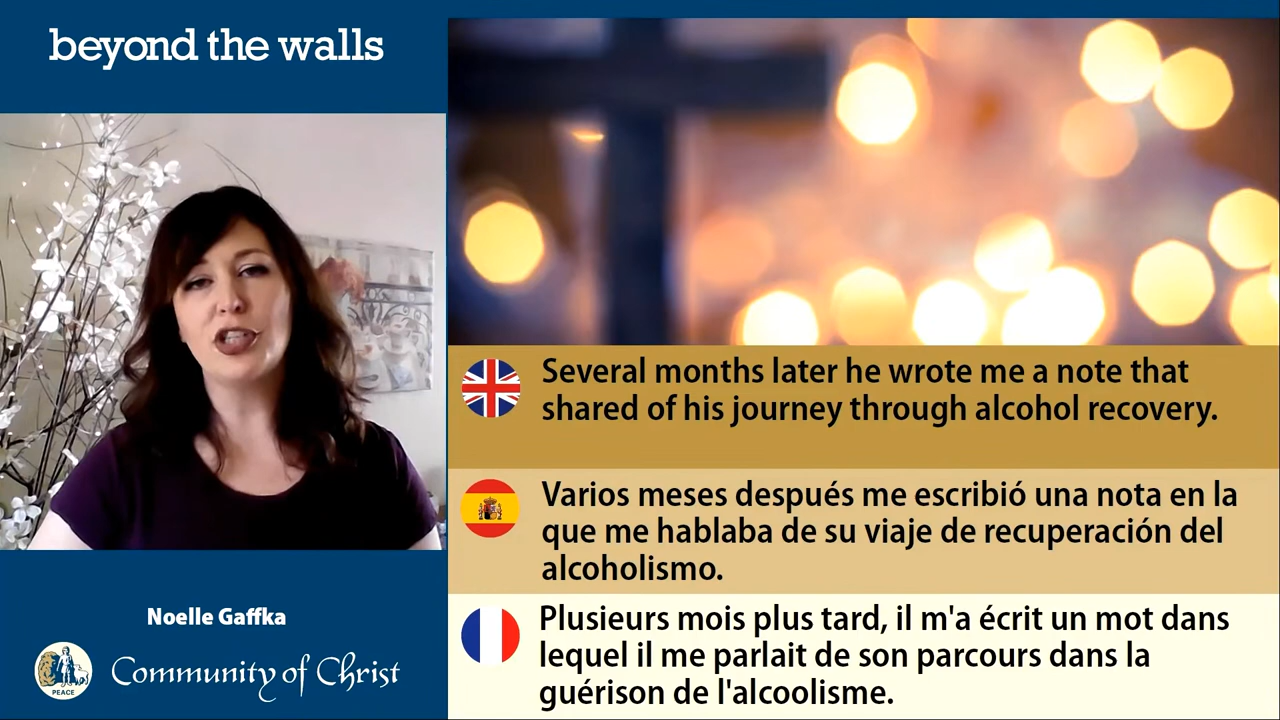 beyond the walls
Several months later he wrote me a note that
shared of his journey through alcohol recovery.
Varios meses después me escribió una nota en la
que me hablaba de su viaje de recuperación del
alcoholismo.
Plusieurs mois plus tard, il m'a écrit un mot dans
lequel il me parlait de son parcours dans la
guérison de l'alcoolisme.
Noelle Gaffka
PEACE
Community of Christ